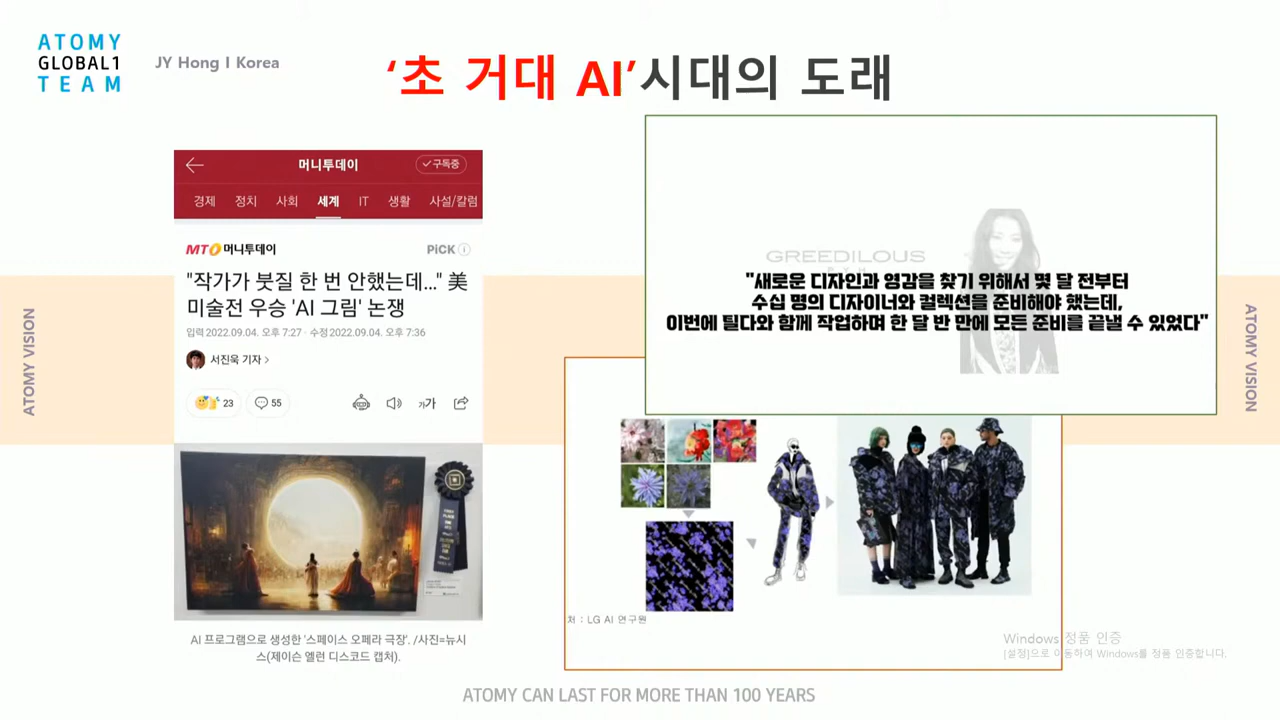 ATOMY
GLOBAL1
TEAM
JY Hong I Korea
‘초 거대 AI’시대의 도래
머니투데이
구독중
경제 정치 사회 세계 IT 생활 사설/칼럼
MTO 머니투데이
PiCK
"작가가 붓질 한 번 안했는데…" 美
미술전 우승 'AI 그림' 논쟁
입력 2022.09.04. 오후 7:27 · 수정 2022.09.04. 오후 7:36
서진욱 기자
23
55
가가
AI 프로그램으로 생성한 '스페이스 오페라 극장'. /사진=뉴시
스(제이슨 엘런 디스코드 캡처).
GREEDILOUS
"새로운 디자인과 영감을 찾기 위해서 몇 달 전부터
수십 명의 디자이너와 컬렉션을 준비해야 했는데,
이번에 틸다와 함께 작업하며 한 달 반 만에 모든 준비를 끝낼 수 있었다"
처 : LG AI 연구원
ATOMY VISION
ATOMY VISION
Windows 정품 인증
[설정]으로 이동하여 Windows를 정품 인증합니다.
ATOMY CAN LAST FOR MORE THAN 100 YEARS